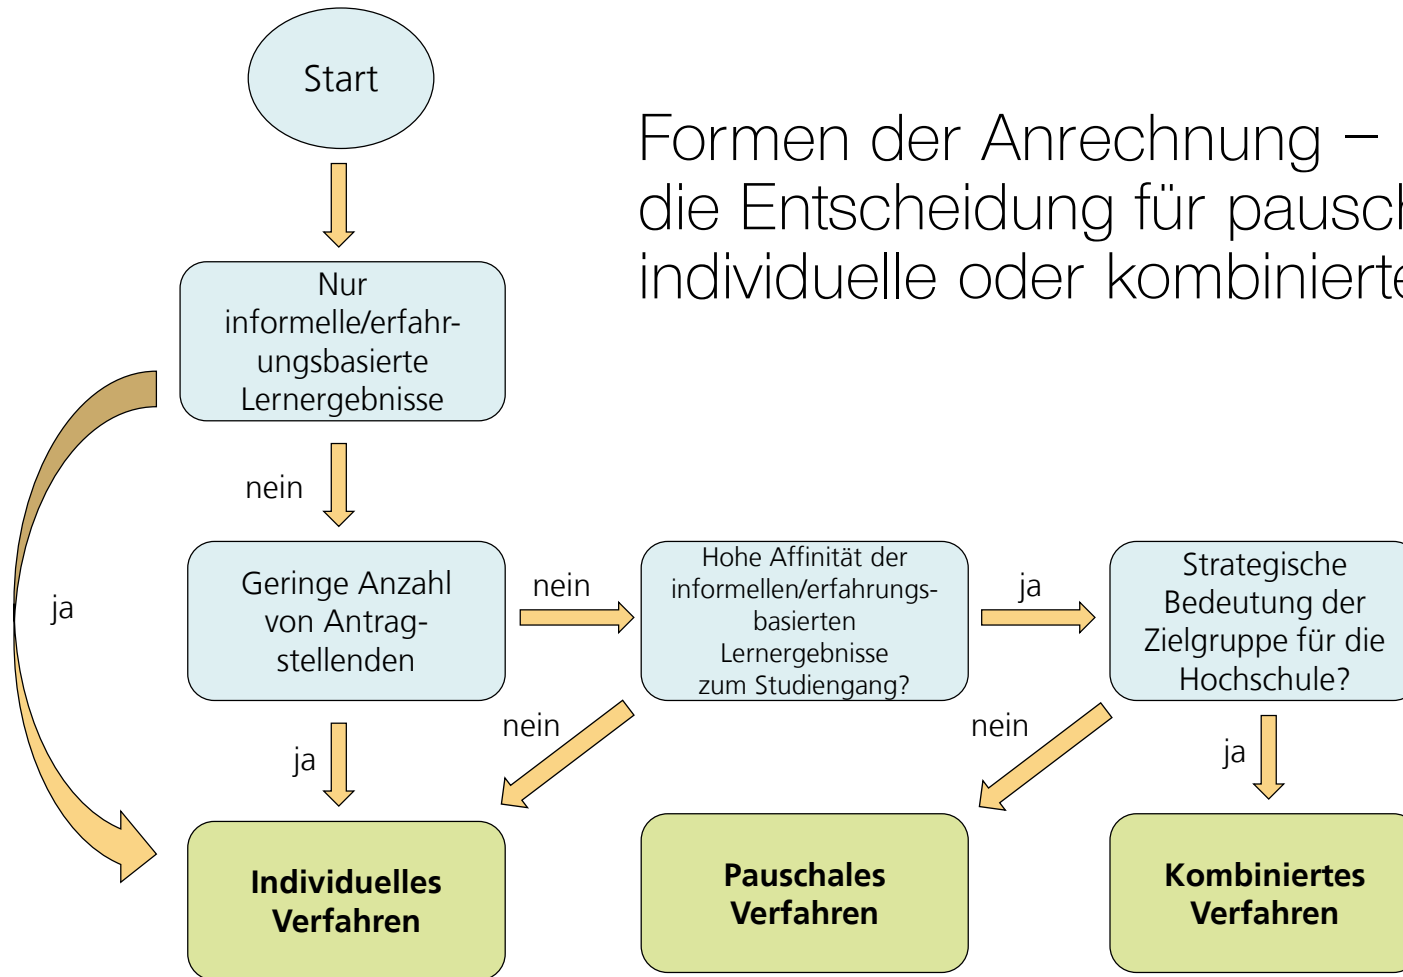 Start
Formen der Anrechnung –
die Entscheidung für
individuelle oder
Nur
informelle/erfahr-
ungsbasierte
Lernergebnisse
nein
ja
Geringe Anzahl
von Antrag-
stellenden
nein
Hohe Affinität der
informellen/erfahrungs-
basierten
Lernergebnisse
zum Studiengang?
ja
Strategische
Bedeutung der
Zielgruppe für die
Hochschule?
ja
nein
nein
ja
Individuelles
Verfahren
Pauschales
Verfahren
Kombiniertes
Verfahren